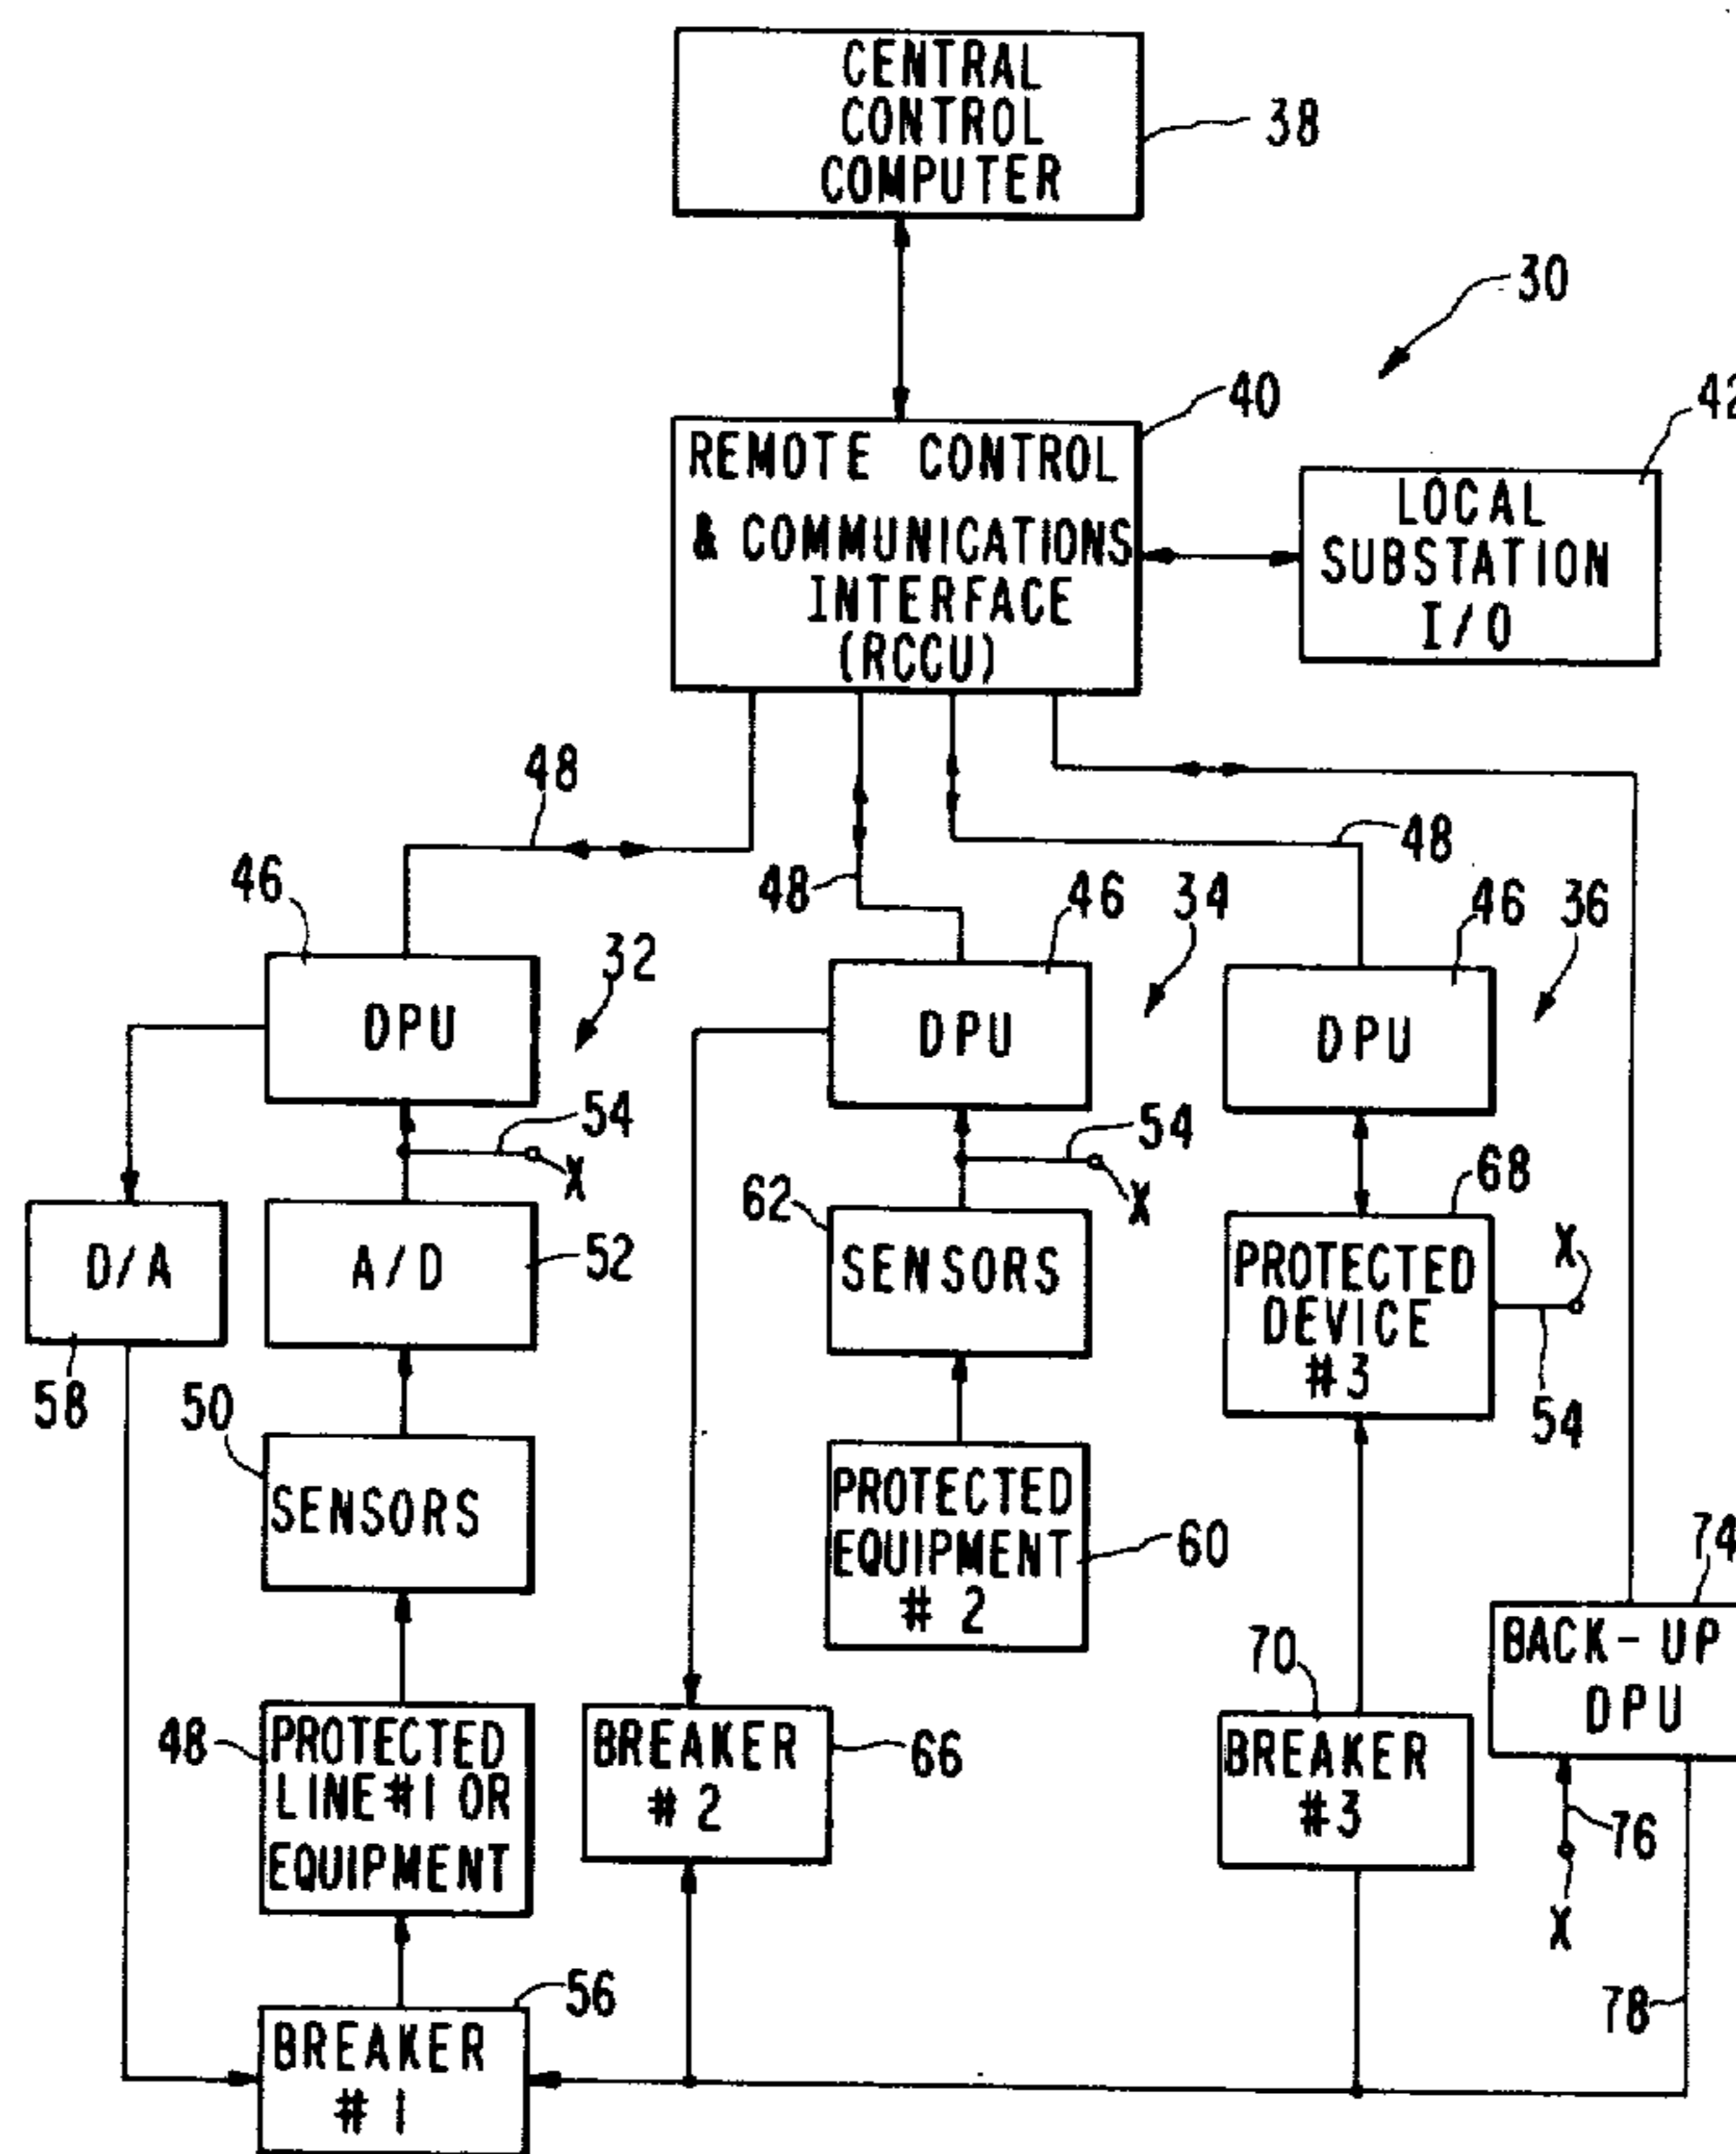 CENTRAL
CONTROL
COMPUTER
38
30
40
42
REMOTE CONTROL
& COMMUNICATIONS
INTERFACE
(RCCU)
LOCAL
SUBSTATION
I/O
48
48
48
46
32
46
34
46
36
DPU
DPU
DPU
54
X
54
X
68
X
54
D/A
58
A/D
52
62
SENSORS
PROTECTED
DEVICE
#3
50
SENSORS
PROTECTED
EQUIPMENT
# 2
60
74
BACK-UP
DPU
70
48
PROTECTED
LINE #1 OR
EQUIPMENT
BREAKER
# 2
66
BREAKER
#3
76
X
78
56
BREAKER
# 1